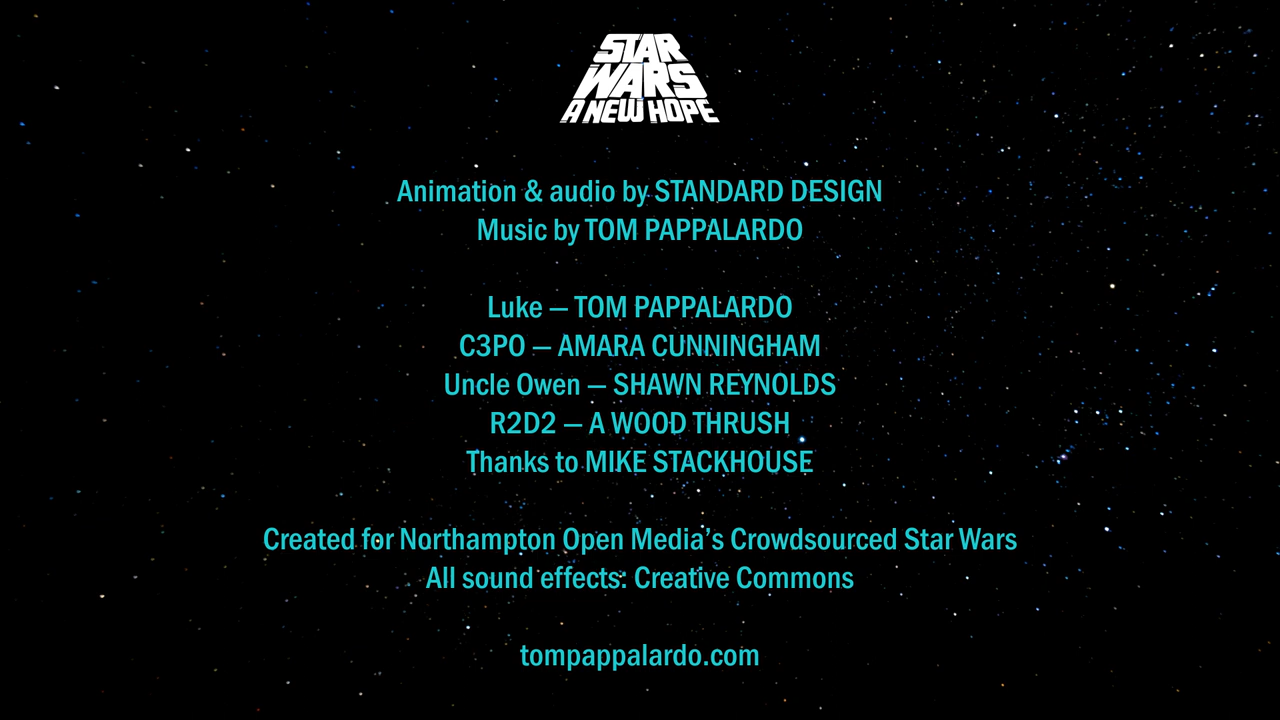 STAR
WARS
A NEW HOPE
Animation & audio by STANDARD DESIGN
Music by TOM PAPPALARDO
Luke — TOM PAPPALARDO
C3PO — AMARA CUNNINGHAM
Uncle Owen — SHAWN REYNOLDS
R2D2 — A WOOD THRUSH
Thanks to MIKE STACKHOUSE
Created for Northampton Open Media’s Crowdsourced Star Wars
All sound effects: Creative Commons
tompappalardo.com